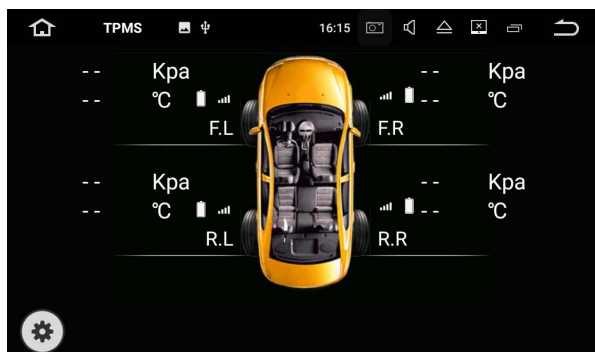 TPMS 16:15
-- Kpa -- Kpa
-- ℃ -- ℃
F.L F.R
-- Kpa -- Kpa
-- ℃ -- ℃
R.L R.R